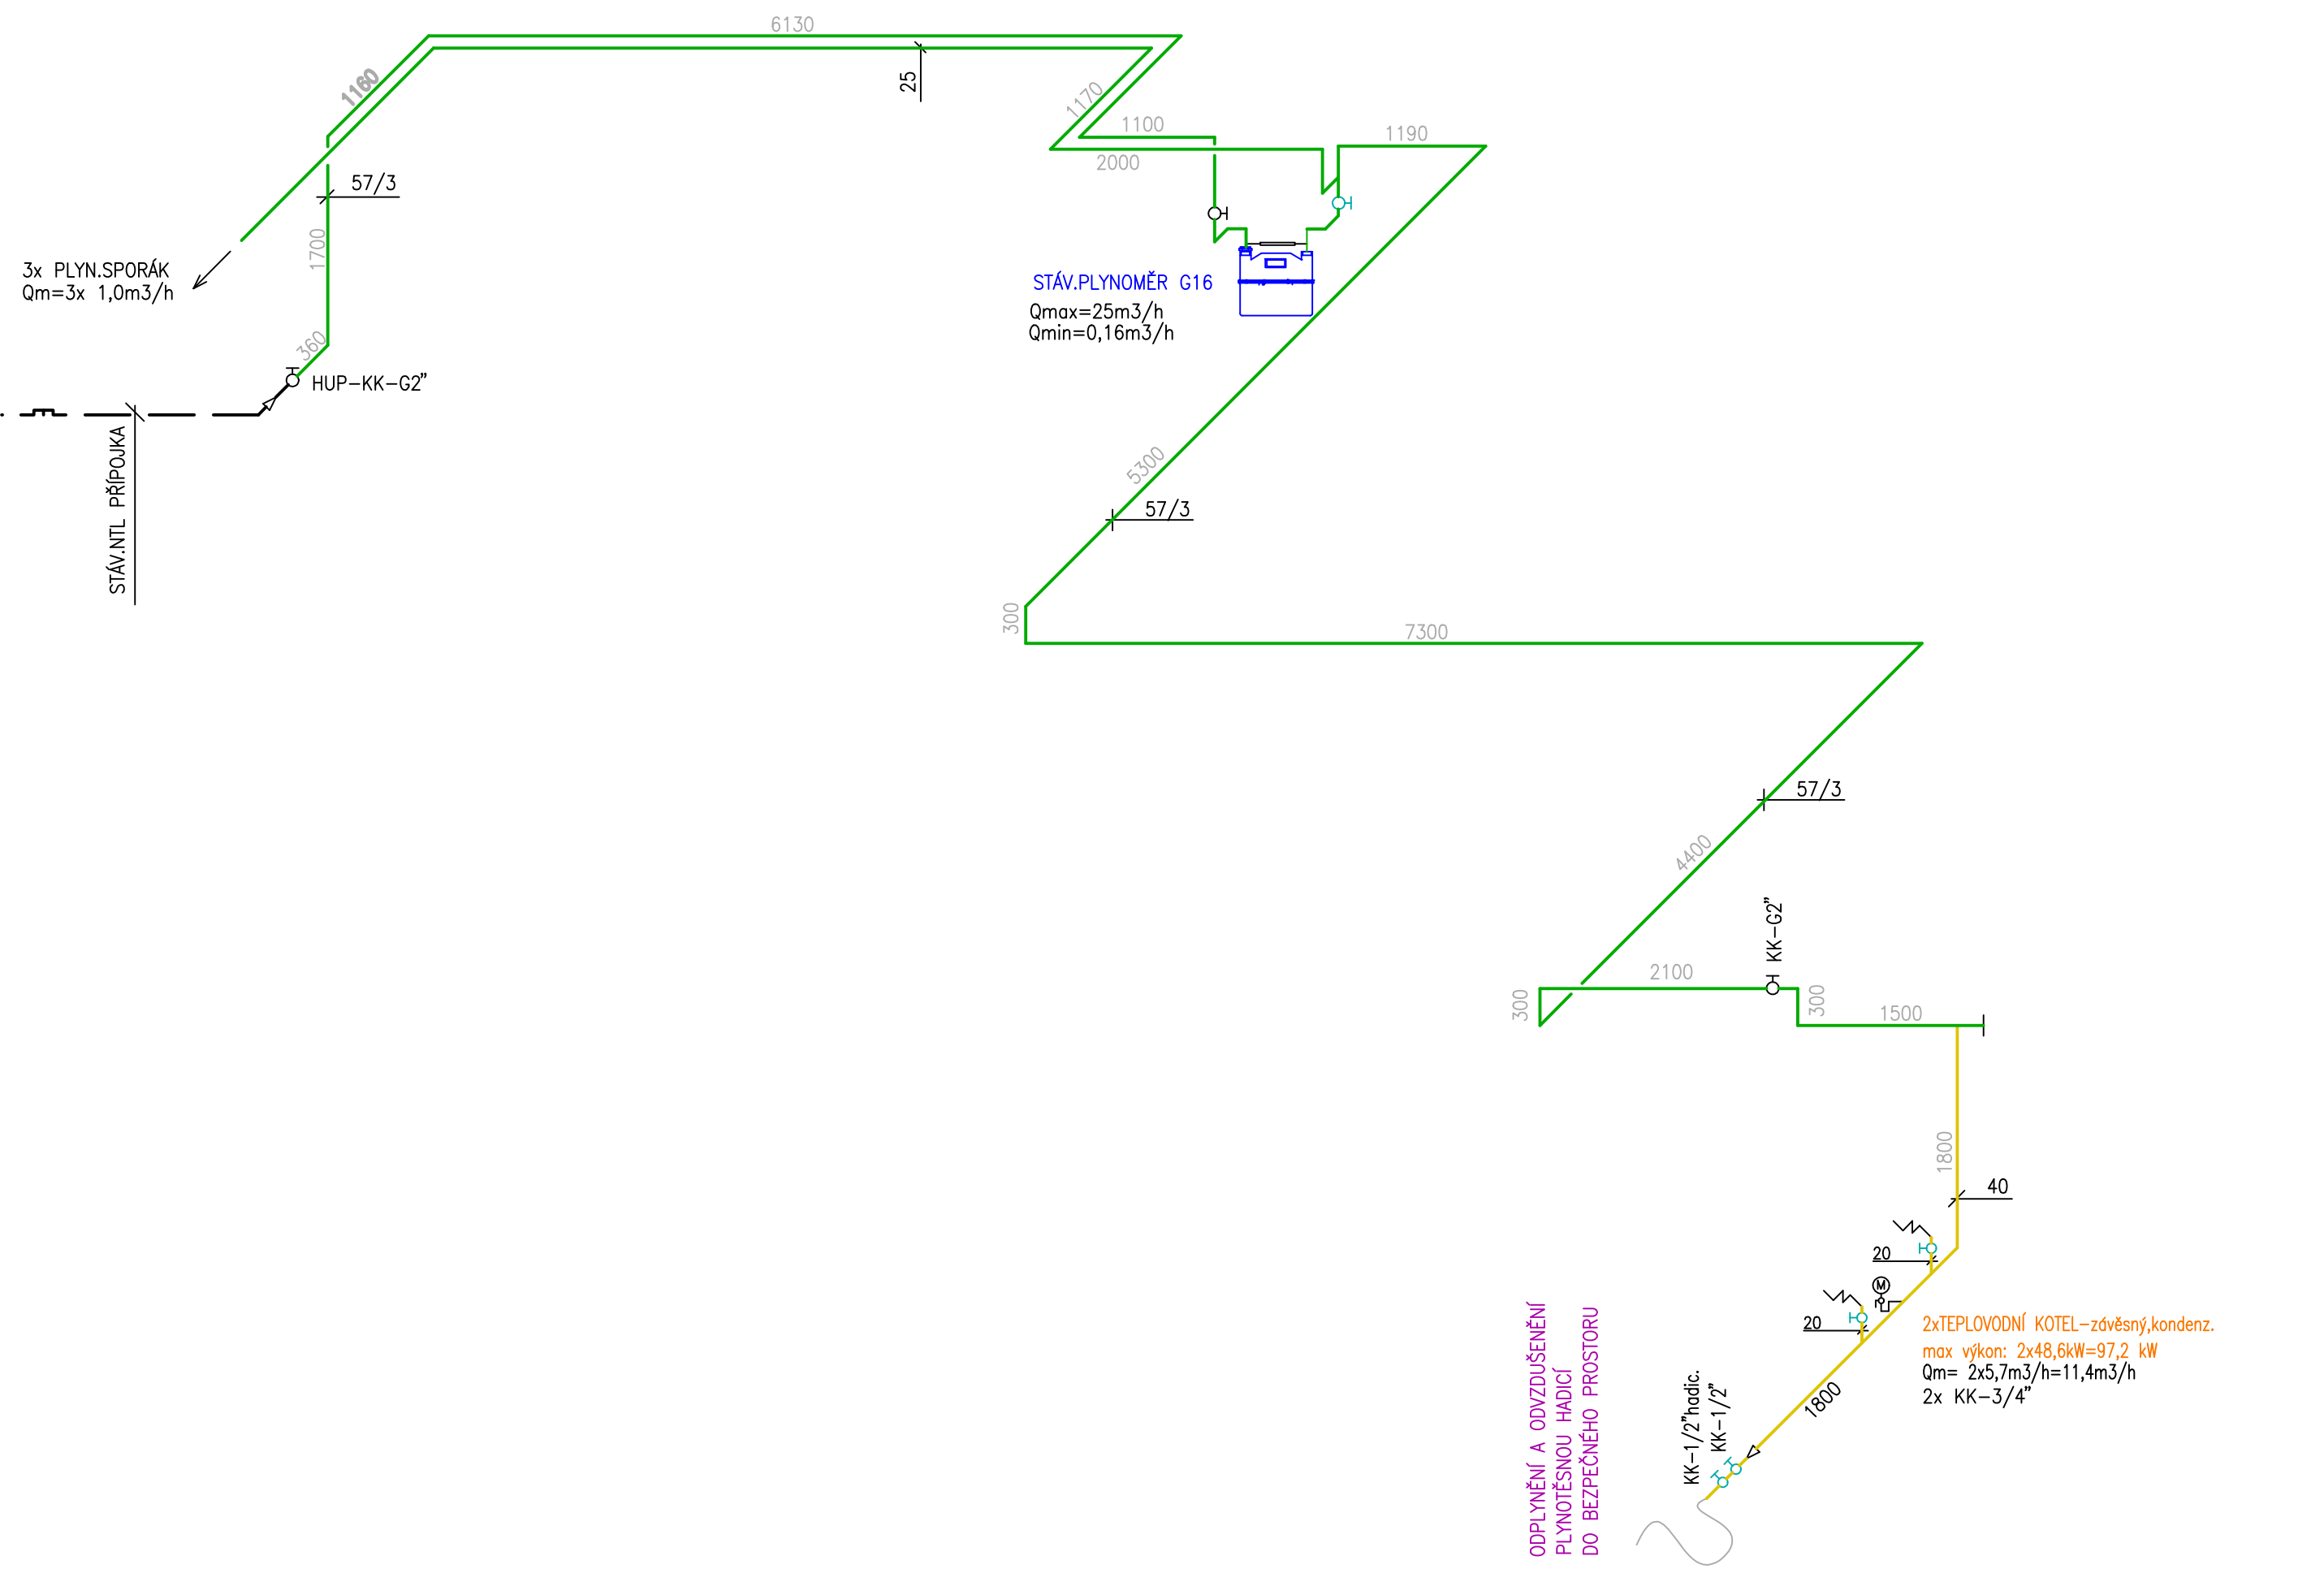 6130
1160
25
1170
1100
1190
2000
57/3
1700
3x PLYN.SPORÁK
Qm=3x 1,0m3/h
STÁV.PLYNOMĚR G16
Qmax=25m3/h
Qmin=0,16m3/h
360
HUP-KK-G2"
STÁV.NTL PŘÍPOJKA
5300
57/3
300
7300
57/3
4400
KK-G2"
2100
300
300
1500
1800
40
20
M
20
2xTEPLOVODNÍ KOTEL-závěsný,kondenz.
max výkon: 2x48,6kW=97,2 kW
Qm= 2x5,7m3/h=11,4m3/h
2x KK-3/4"
1800
KK-1/2"hadic.
KK-1/2"
ODPLYNĚNÍ A ODVZDUŠENĚNÍ
PLYNOTĚSNOU HADICÍ
DO BEZPEČNÉHO PROSTORU